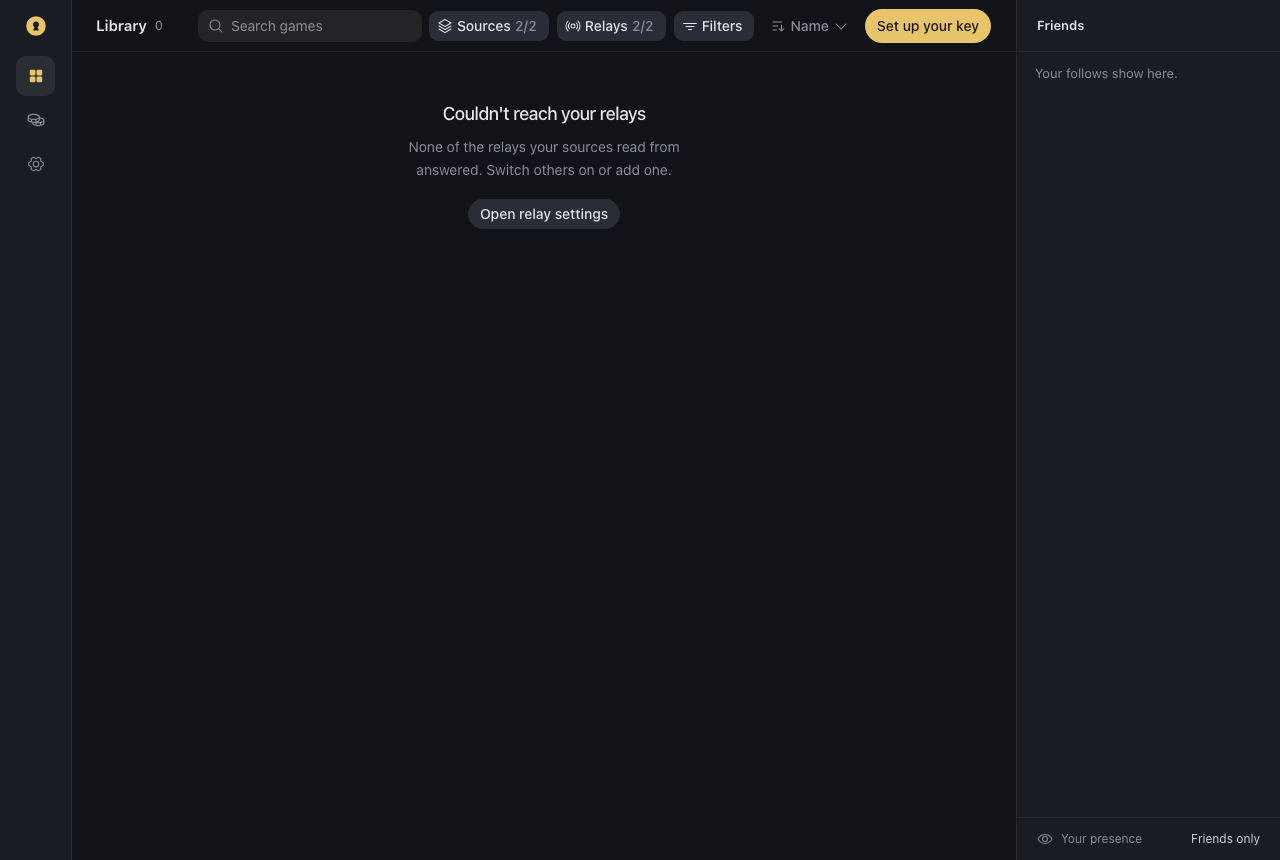 Library 0
Search games
Sources 2/2
Relays 2/2
Filters
Name
Set up your key
Friends
Your follows show here.
Couldn't reach your relays
None of the relays your sources read from
answered. Switch others on or add one.
Open relay settings
Your presence
Friends only